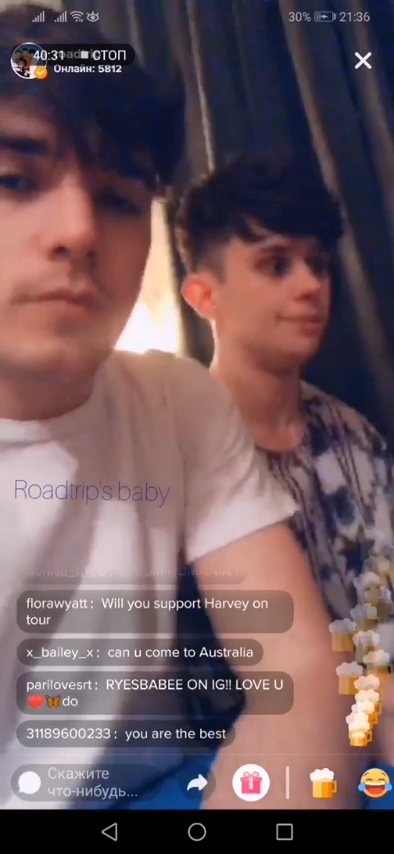 30% 21:36
40:31 СТОП
Онлайн: 5812
Roadtrip's baby
florawyatt: Will you support Harvey on
tour
x_bailey_x: can u come to Australia
parilovesrt: RYESBABEE ON IG!! LOVE U
do
31189600233: you are the best
Скажите
что-нибудь...